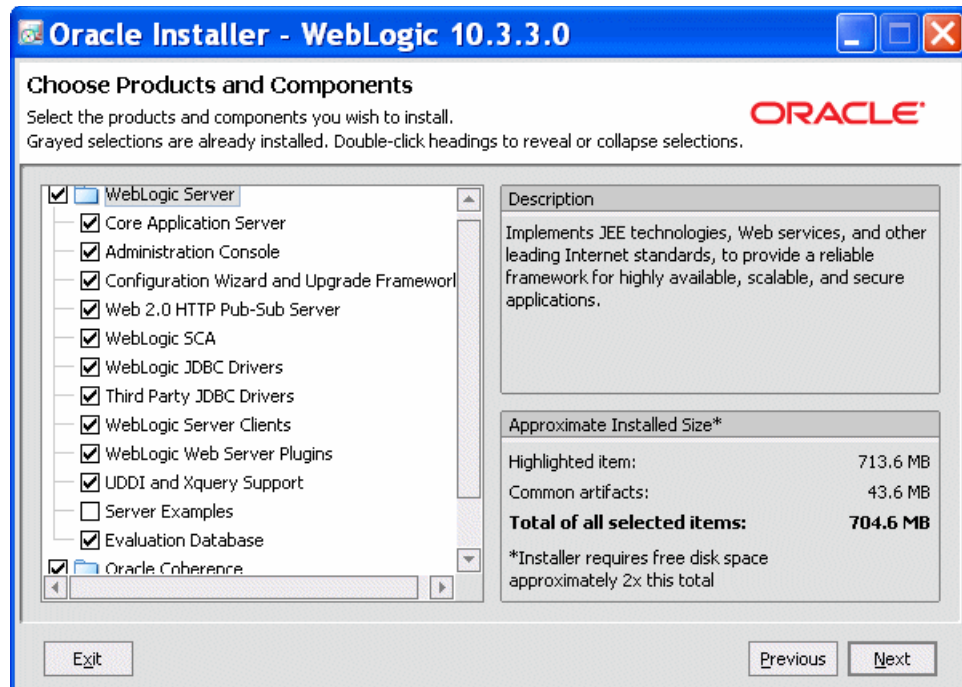 Oracle Installer - WebLogic 10.3.3.0
Choose Products and Components
Select the products and components you wish to install.
Grayed selections are already installed. Double-click headings to reveal or collapse selections.
ORACLE
WebLogic Server
Core Application Server
Administration Console
Configuration Wizard and Upgrade Framework
Web 2.0 HTTP Pub-Sub Server
WebLogic SCA
WebLogic JDBC Drivers
Third Party JDBC Drivers
WebLogic Server Clients
WebLogic Web Server Plugins
UDDI and Xquery Support
Server Examples
Evaluation Database
Oracle Coherence
Description
Implements JEE technologies, Web services, and other
leading Internet standards, to provide a reliable
framework for highly available, scalable, and secure
applications.
Approximate Installed Size*
Highlighted item: 713.6 MB
Common artifacts: 43.6 MB
Total of all selected items: 704.6 MB
*Installer requires free disk space
approximately 2x this total
Exit
Previous
Next